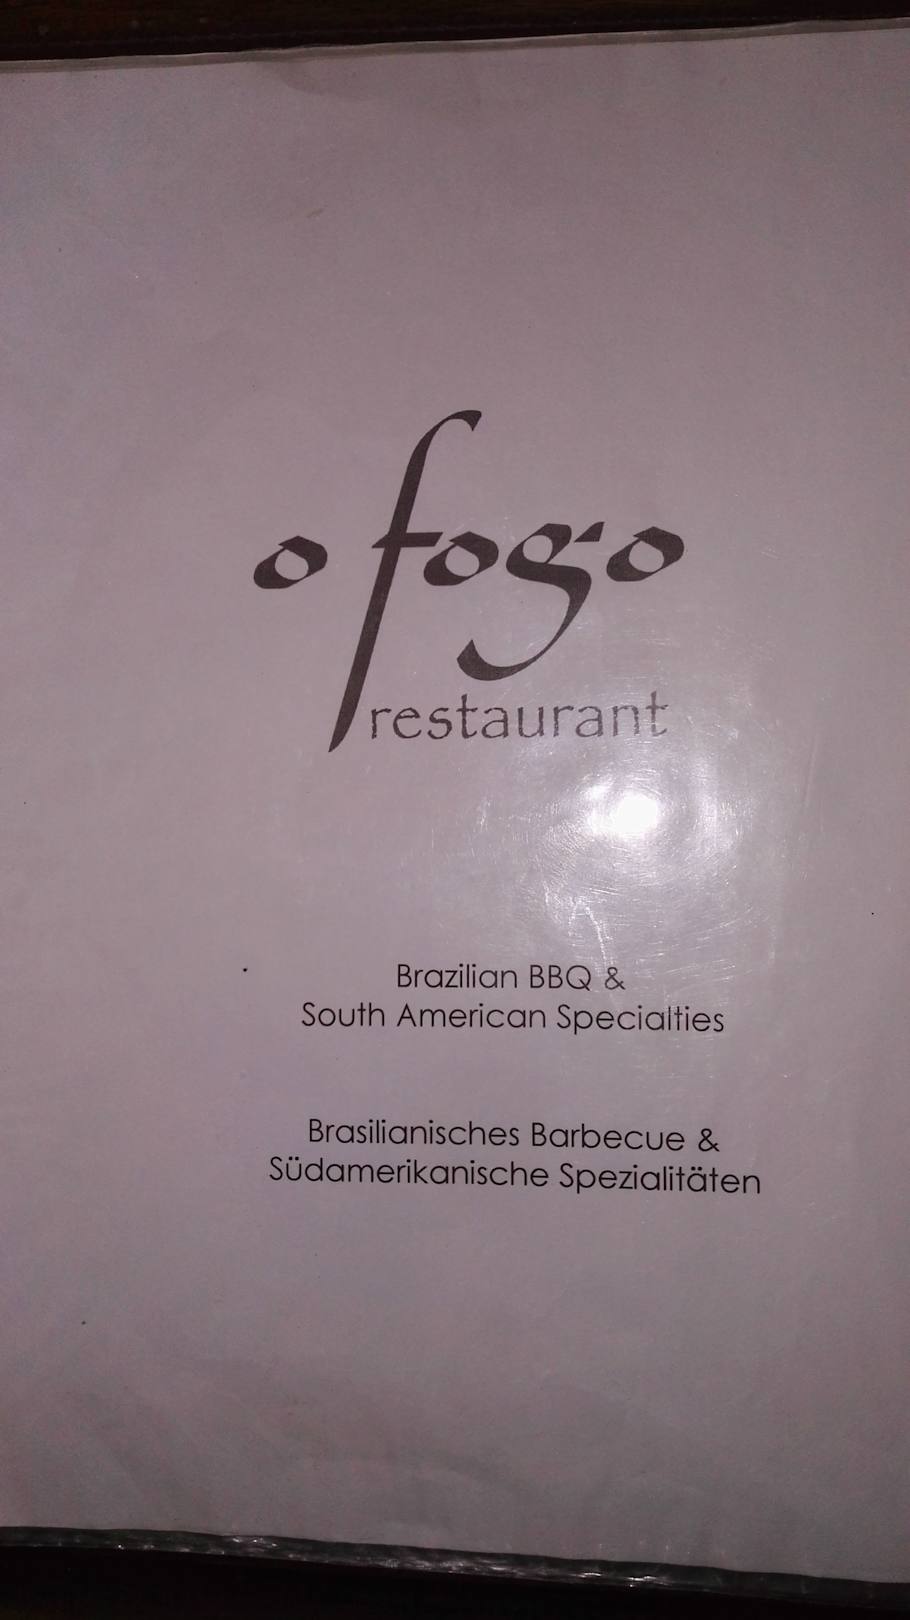 o fogo
restaurant
Brazilian BBQ &
South American Specialties
Brasilianisches Barbecue &
Südamerikanische Spezialitäten